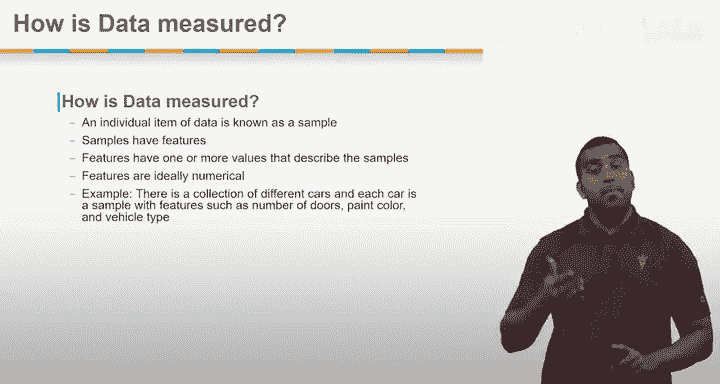 How is Data measured?
How is Data measured?
– An individual item of data is known as a sample
– Samples have features
– Features have one or more values that describe the samples
– Features are ideally numerical
– Example: There is a collection of different cars and each car is
a sample with features such as number of doors, paint color,
and vehicle type